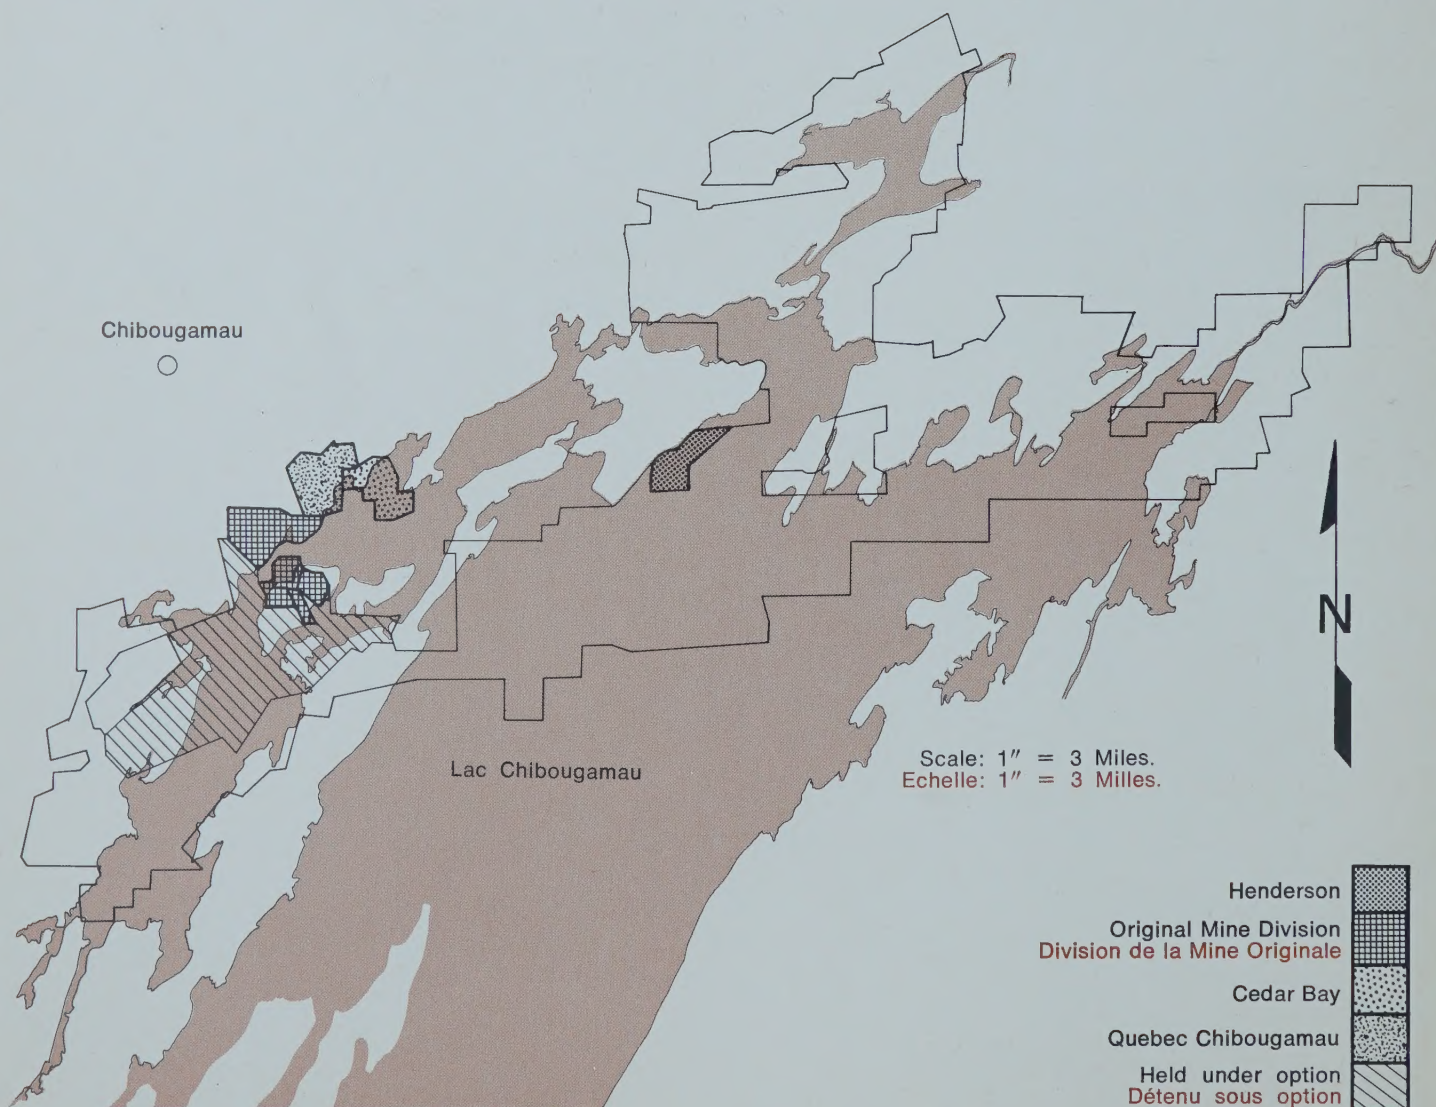 Chibougamau
N
Lac Chibougamau
Scale: 1" = 3 Miles.
Echelle: 1" = 3 Milles.
Henderson
Original Mine Division
Division de la Mine Originale
Cedar Bay
Quebec Chibougamau
Held under option
Détenu sous option